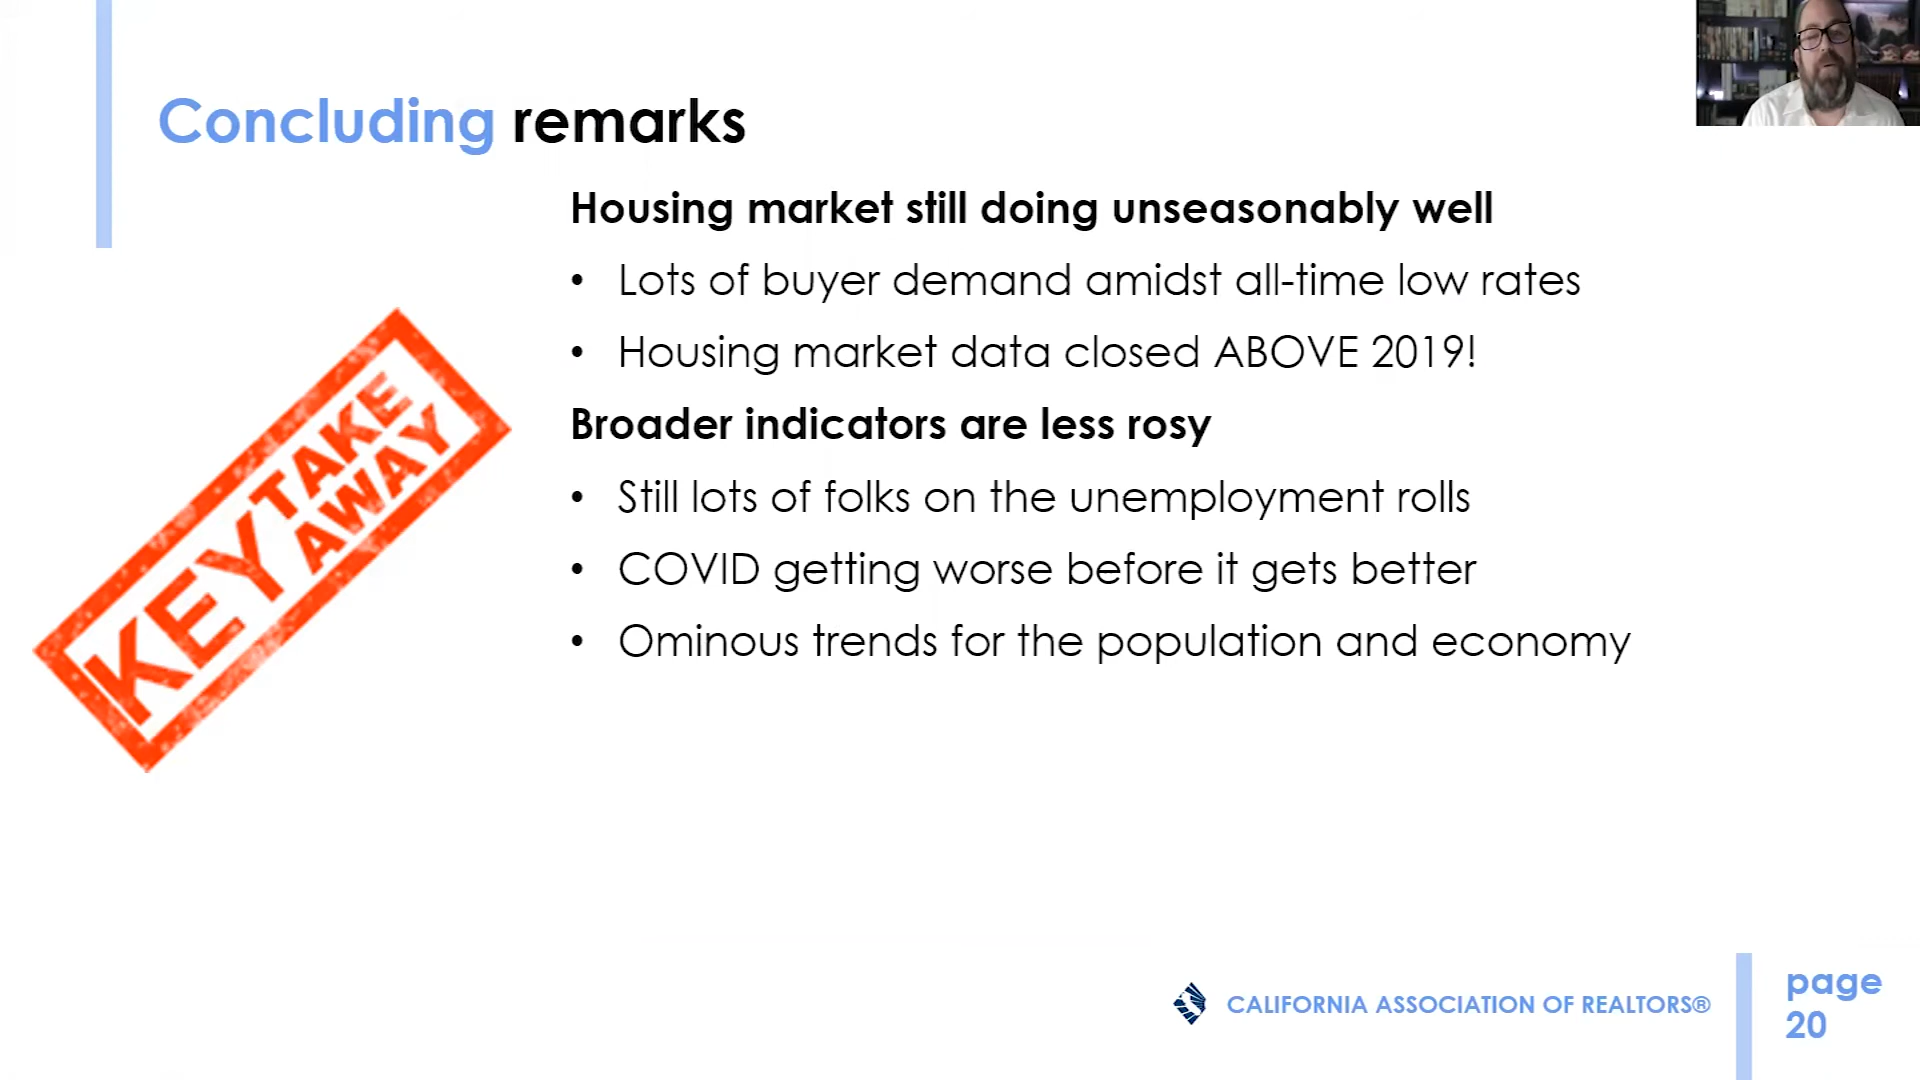 Concluding remarks
Housing market still doing unseasonably well
• Lots of buyer demand amidst all-time low rates
• Housing market data closed ABOVE 2019!
Broader indicators are less rosy
• Still lots of folks on the unemployment rolls
• COVID getting worse before it gets better
• Ominous trends for the population and economy
KEY TAKE
AWAY
CALIFORNIA ASSOCIATION OF REALTORS®
page
20